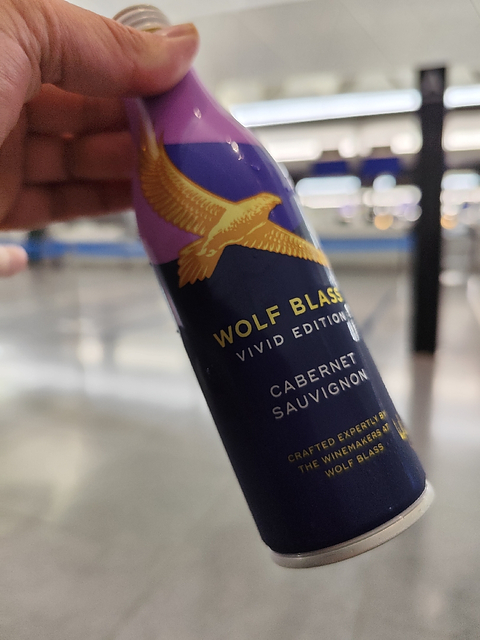 WOLF BLASS
VIVID EDITION
CABERNET
SAUVIGNON
CRAFTED EXPERTLY BY
THE WINEMAKERS AT
WOLF BLASS